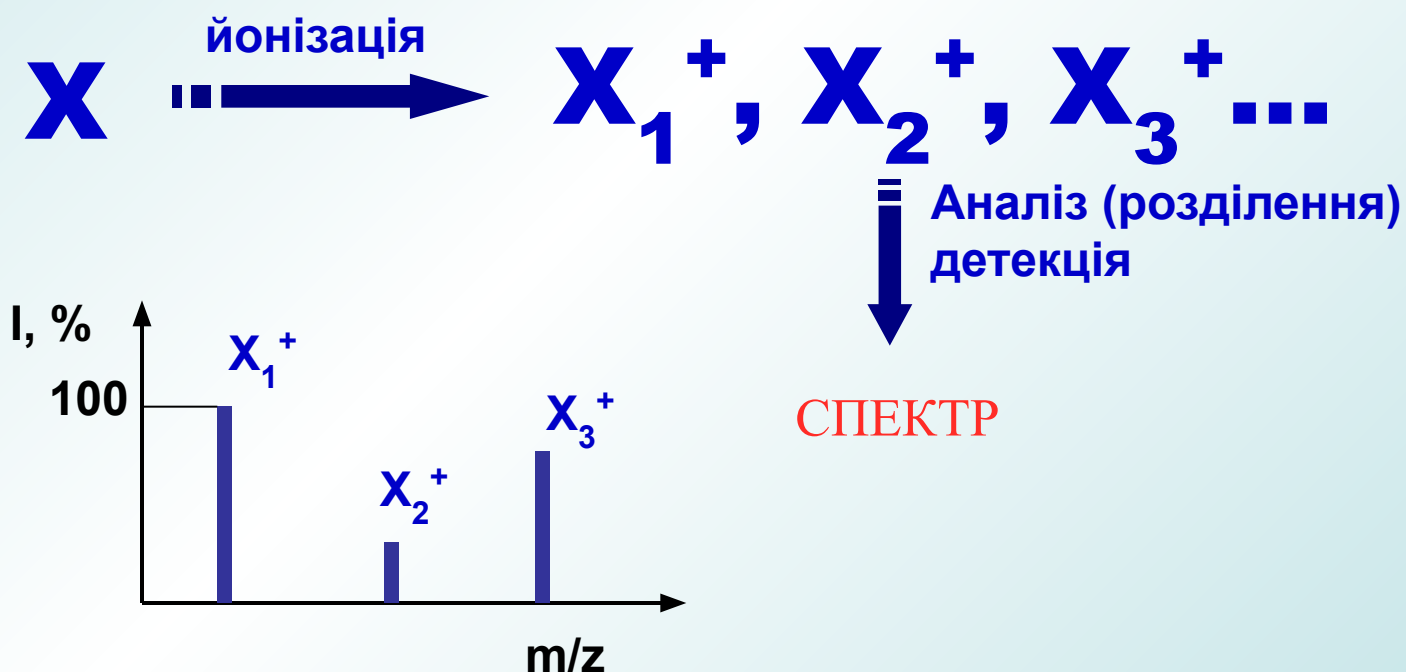 йонізація
X X₁⁺, X₂⁺, X₃⁺...
Аналіз (розділення)
детекція
I, %
100
X₁⁺
X₂⁺
X₃⁺
m/z
СПЕКТР